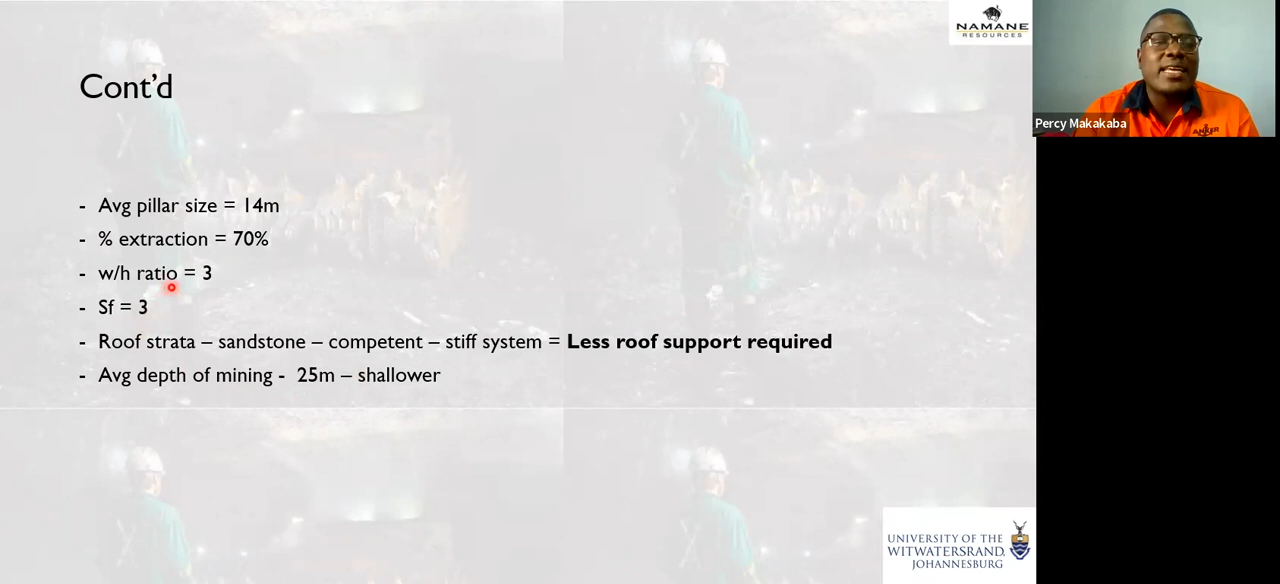 NAMANE
RESOURCES
Percy Makakaba
ANKER
Cont'd
- Avg pillar size = 14m
- % extraction = 70%
- w/h ratio = 3
- Sf = 3
- Roof strata – sandstone – competent – stiff system = Less roof support required
- Avg depth of mining - 25m – shallower
UNIVERSITY OF THE
WITWATERSRAND,
JOHANNESBURG